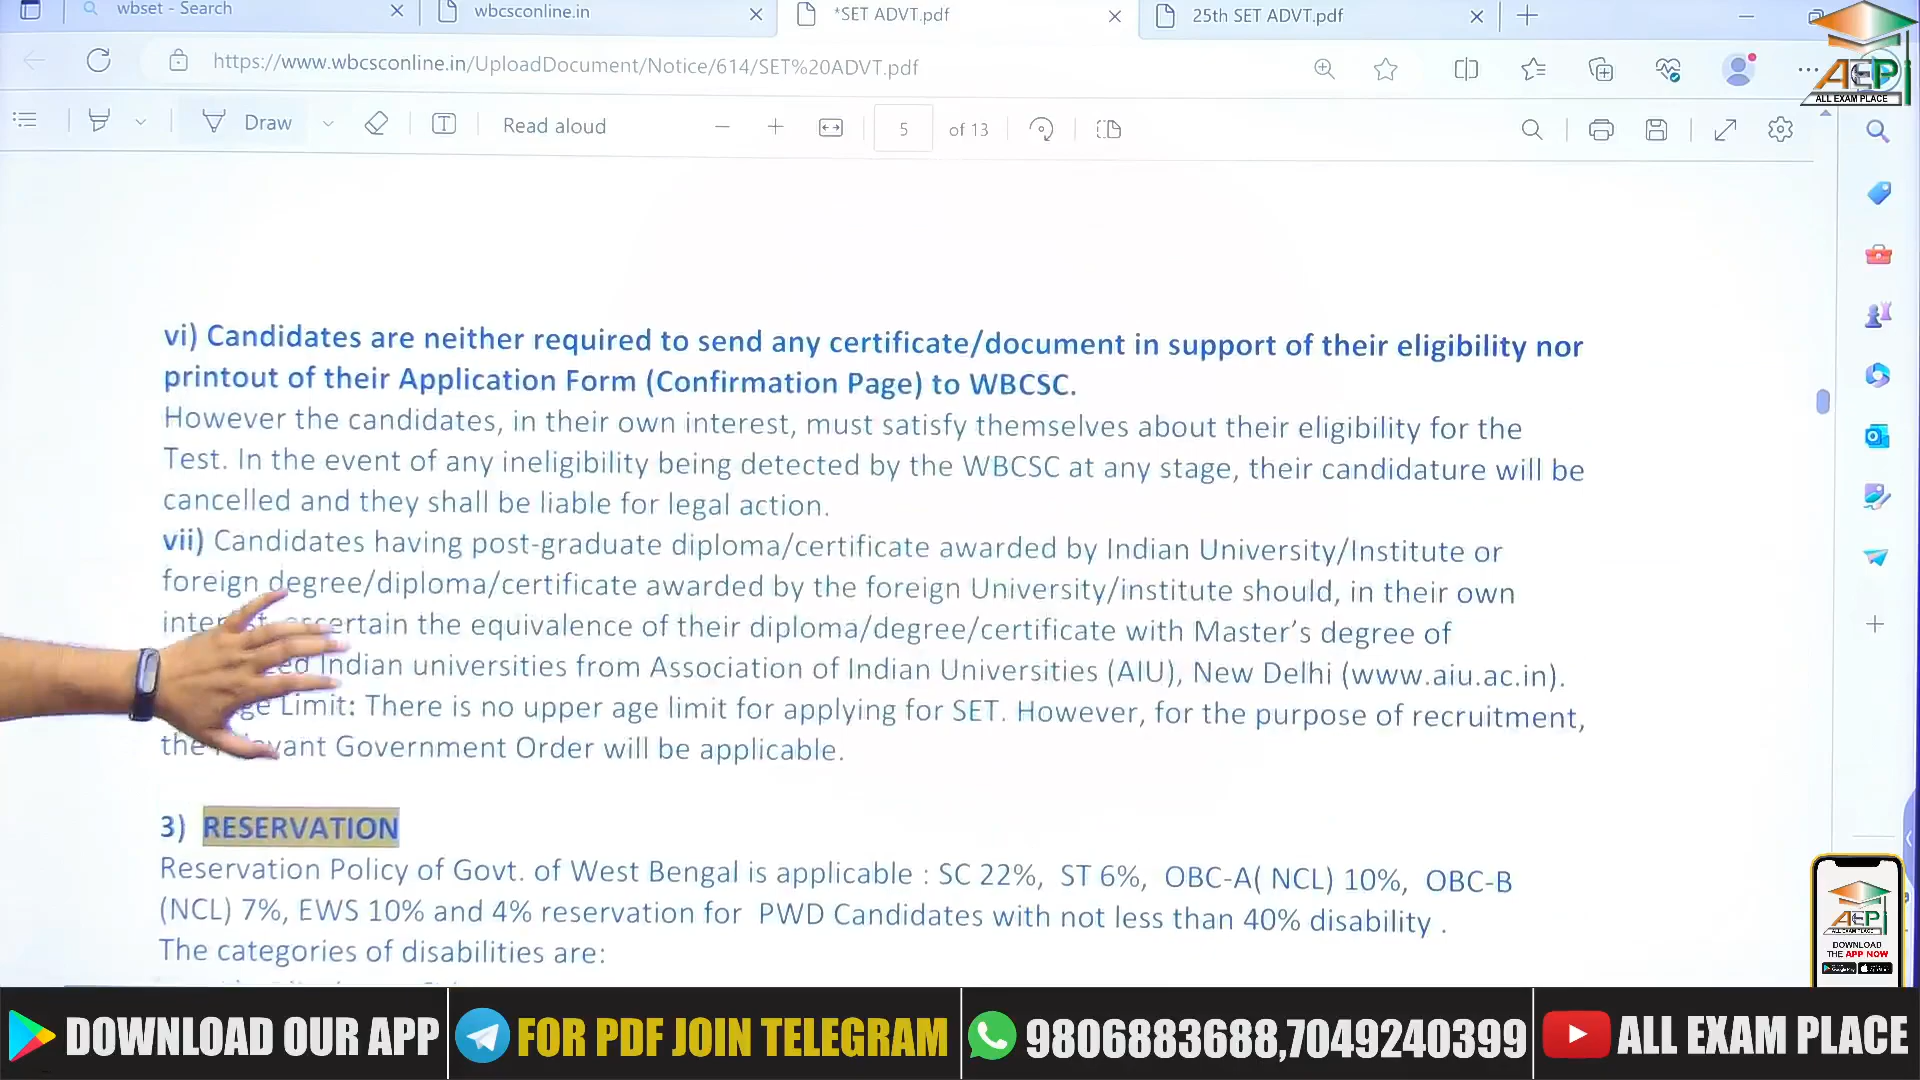 wbset - Search
wbcsconline.in
*SET ADVT.pdf
25th SET ADVT.pdf
https://www.wbcsconline.in/UploadDocument/Notice/614/SET%20ADVT.pdf
Draw
Read aloud
5 of 13
AEP
ALL EXAM PLACE
vi) Candidates are neither required to send any certificate/document in support of their eligibility nor
printout of their Application Form (Confirmation Page) to WBCSC.
However the candidates, in their own interest, must satisfy themselves about their eligibility for the
Test. In the event of any ineligibility being detected by the WBCSC at any stage, their candidature will be
cancelled and they shall be liable for legal action.
vii) Candidates having post-graduate diploma/certificate awarded by Indian University/Institute or
foreign degree/diploma/certificate awarded by the foreign University/institute should, in their own
the equivalence of their diploma/degree/certificate with Master's degree of
Indian universities from Association of Indian Universities (AIU), New Delhi (www.aiu.ac.in).
Limit: There is no upper age limit for applying for SET. However, for the purpose of recruitment,
the Government Order will be applicable.
3) RESERVATION
Reservation Policy of Govt. of West Bengal is applicable : SC 22%, ST 6%, OBC-A( NCL) 10%, OBC-B
(NCL) 7%, EWS 10% and 4% reservation for PWD Candidates with not less than 40% disability .
The categories of disabilities are:
AEP
DOWNLOAD
THE APP NOW
DOWNLOAD OUR APP
FOR PDF JOIN TELEGRAM
9806883688,7049240399
ALL EXAM PLACE